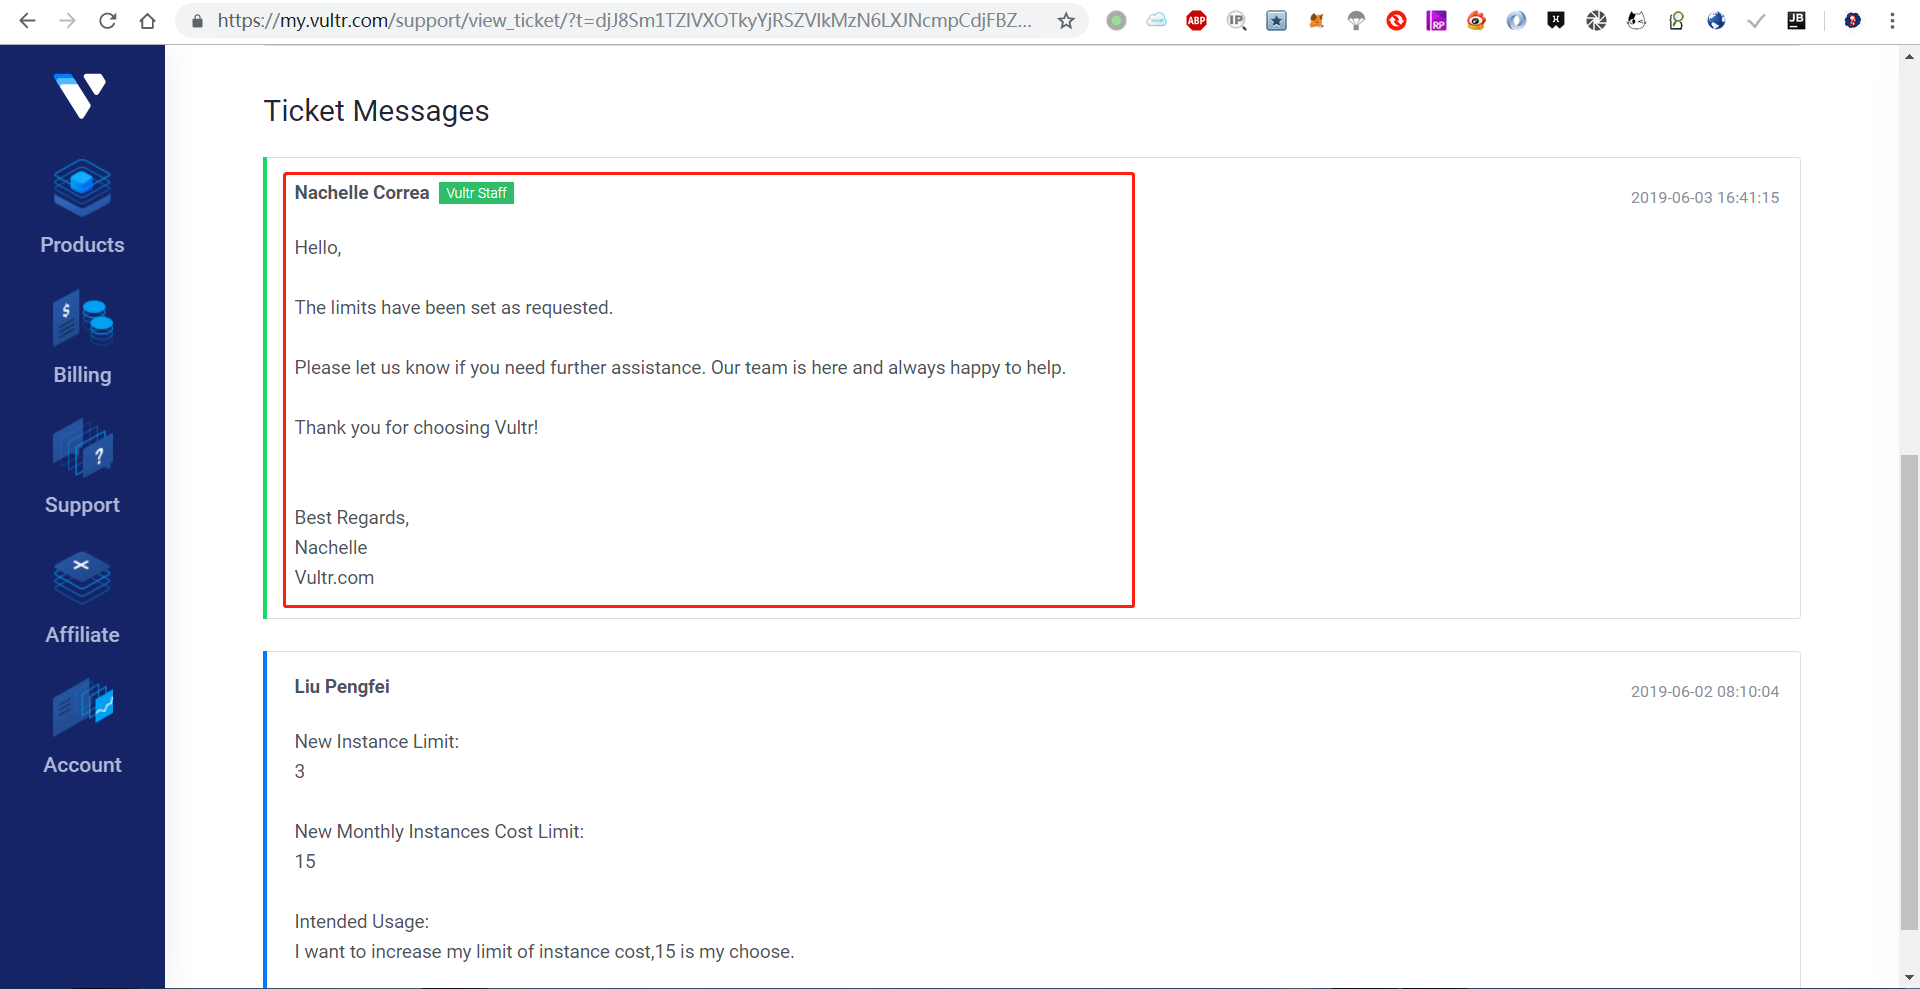 https://my.vultr.com/support/view_ticket/?t=djJ8Sm1TZlVXOTkyYjRSZVlkMzN6LXJNcmpCdjFBZ...
ABP
IP
RP
JB
Ticket Messages
Products
Billing
Support
Affiliate
Account
Nachelle Correa Vultr Staff
2019-06-03 16:41:15
Hello,
The limits have been set as requested.
Please let us know if you need further assistance. Our team is here and always happy to help.
Thank you for choosing Vultr!
Best Regards,
Nachelle
Vultr.com
Liu Pengfei
2019-06-02 08:10:04
New Instance Limit:
3
New Monthly Instances Cost Limit:
15
Intended Usage:
I want to increase my limit of instance cost,15 is my choose.